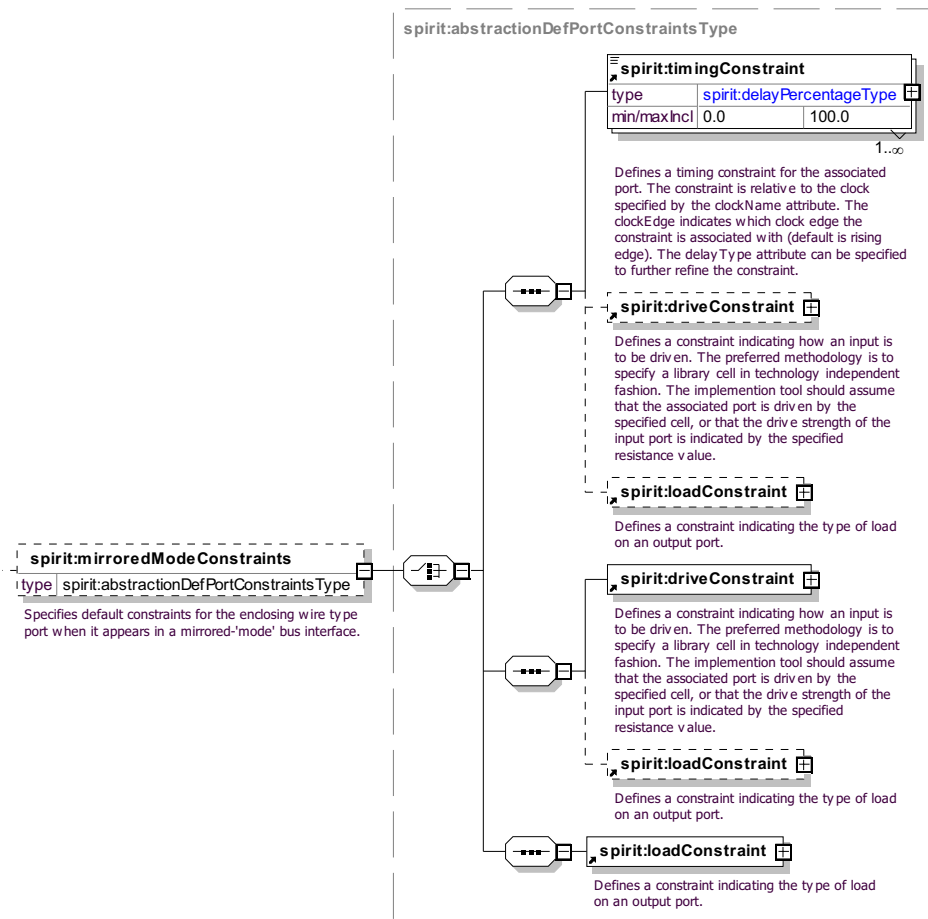 spirit:abstractionDefPortConstraintsType
spirit:timingConstraint
type spirit:delayPercentageType
min/maxIncl 0.0 100.0
1..∞
Defines a timing constraint for the associated
port. The constraint is relative to the clock
specified by the clockName attribute. The
clockEdge indicates which clock edge the
constraint is associated with (default is rising
edge). The delayType attribute can be specified
to further refine the constraint.
spirit:driveConstraint
Defines a constraint indicating how an input is
to be driven. The preferred methodology is to
specify a library cell in technology independent
fashion. The implemention tool should assume
that the associated port is driven by the
specified cell, or that the drive strength of the
input port is indicated by the specified
resistance value.
spirit:loadConstraint
Defines a constraint indicating the type of load
on an output port.
spirit:mirroredModeConstraints
type spirit:abstractionDefPortConstraintsType
Specifies default constraints for the enclosing wire type
port when it appears in a mirrored-'mode' bus interface.
spirit:driveConstraint
Defines a constraint indicating how an input is
to be driven. The preferred methodology is to
specify a library cell in technology independent
fashion. The implemention tool should assume
that the associated port is driven by the
specified cell, or that the drive strength of the
input port is indicated by the specified
resistance value.
spirit:loadConstraint
Defines a constraint indicating the type of load
on an output port.
spirit:loadConstraint
Defines a constraint indicating the type of load
on an output port.